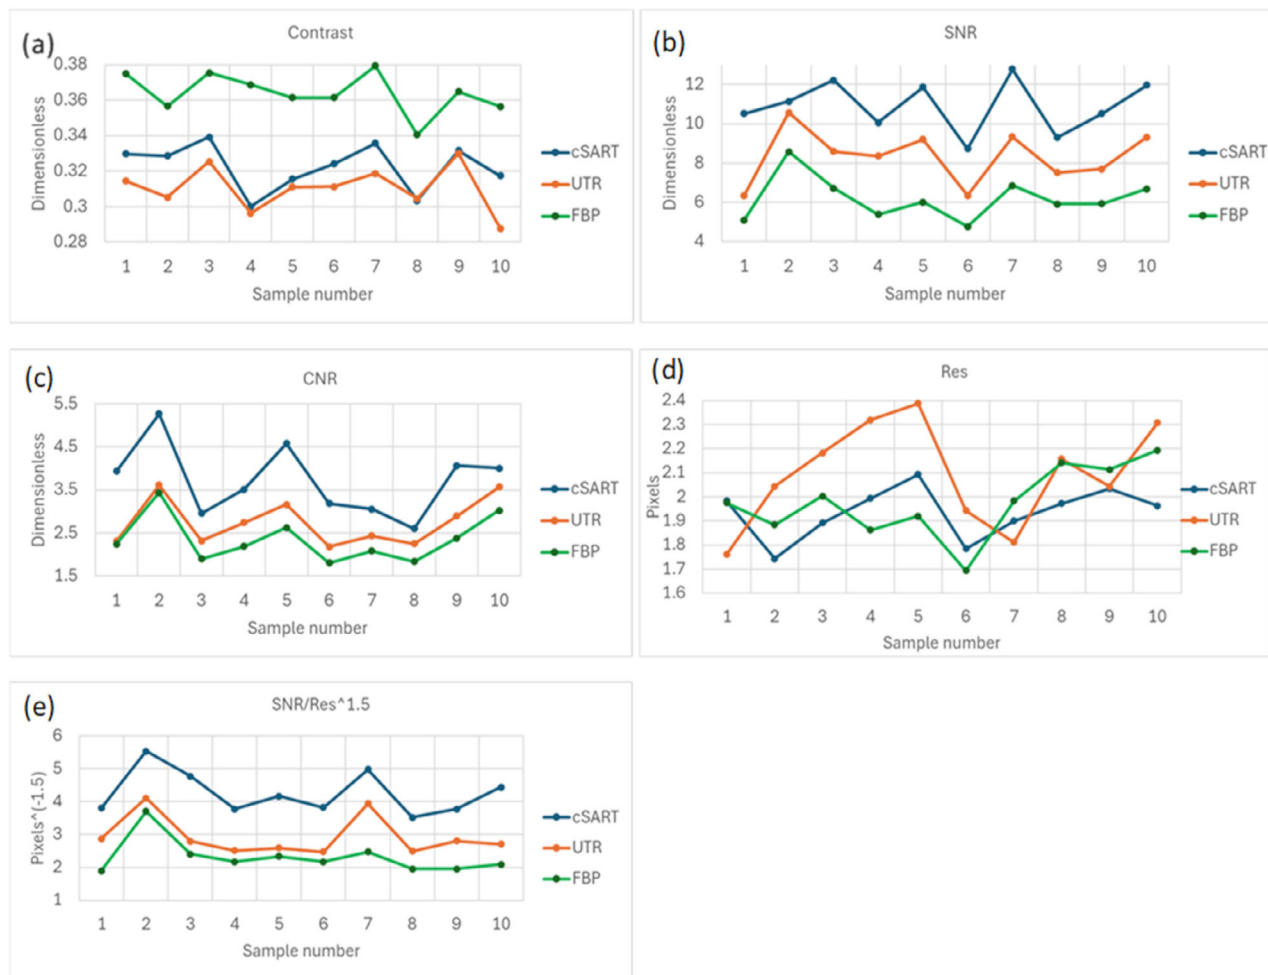 (a)
Contrast
Dimensionless
0.38
0.36
0.34
0.32
0.3
0.28
1 2 3 4 5 6 7 8 9 10
Sample number
cSART
UTR
FBP
(b)
SNR
Dimensionless
12
10
8
6
4
1 2 3 4 5 6 7 8 9 10
Sample number
cSART
UTR
FBP
(c)
CNR
Dimensionless
5.5
4.5
3.5
2.5
1.5
1 2 3 4 5 6 7 8 9 10
Sample number
cSART
UTR
FBP
(d)
Res
Pixels
2.4
2.3
2.2
2.1
2
1.9
1.8
1.7
1.6
1 2 3 4 5 6 7 8 9 10
Sample number
cSART
UTR
FBP
(e)
SNR/Res^1.5
Pixels^(-1.5)
6
5
4
3
2
1
1 2 3 4 5 6 7 8 9 10
Sample number
cSART
UTR
FBP